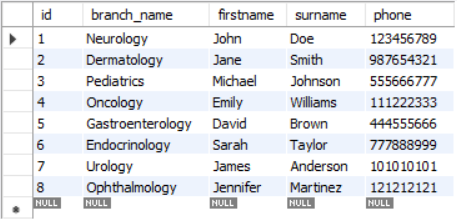 id branch_name firstname surname phone
1 Neurology John Doe 123456789
2 Dermatology Jane Smith 987654321
3 Pediatrics Michael Johnson 555666777
4 Oncology Emily Williams 111222333
5 Gastroenterology David Brown 444555666
6 Endocrinology Sarah Taylor 777888999
7 Urology James Anderson 101010101
8 Ophthalmology Jennifer Martinez 121212121
NULL NULL NULL NULL NULL